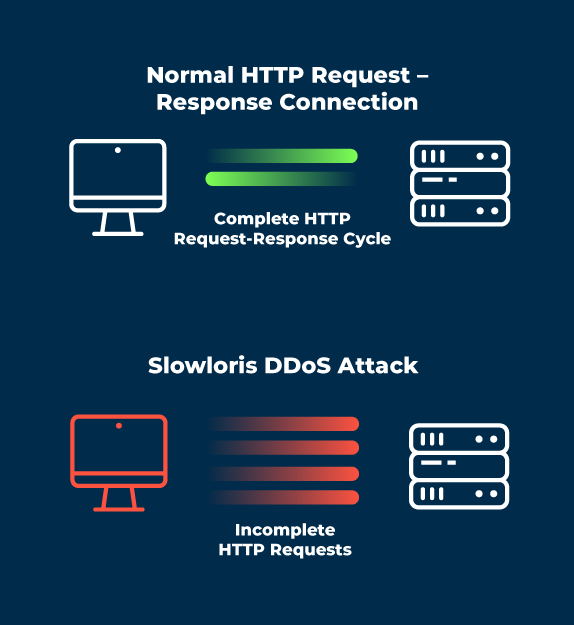 Normal HTTP Request –
Response Connection
Complete HTTP
Request-Response Cycle
Slowloris DDoS Attack
Incomplete
HTTP Requests